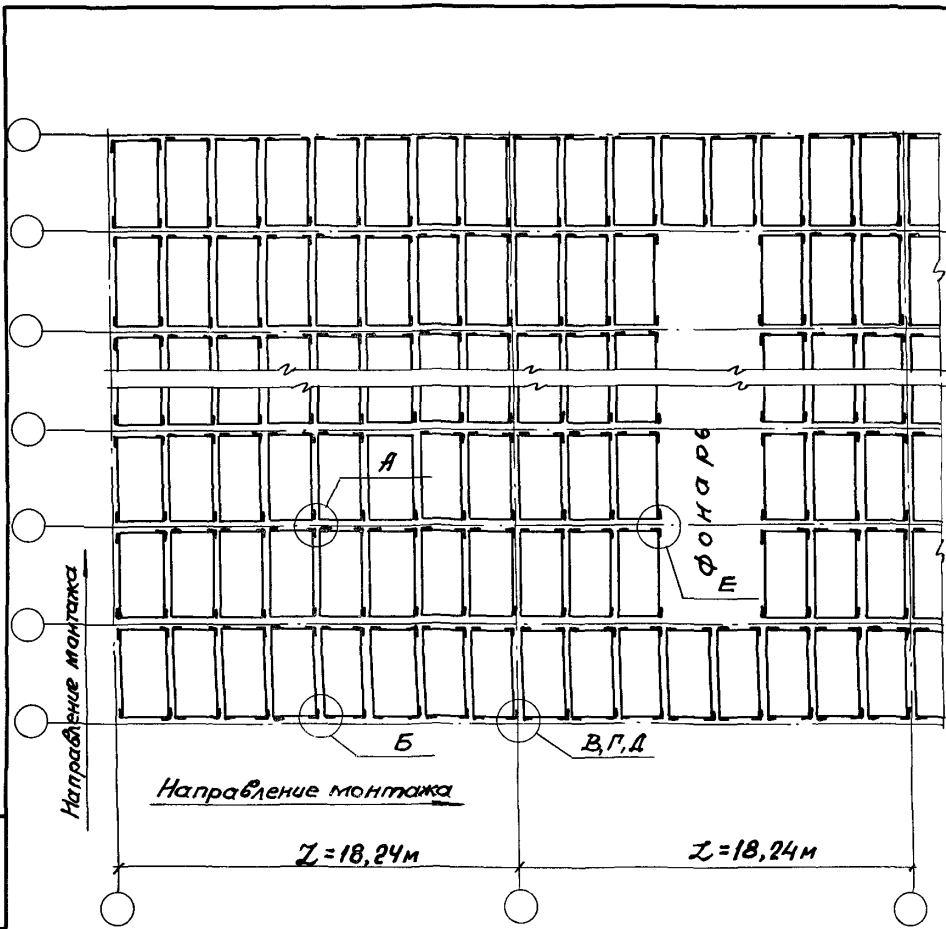 А
фонарь
Е
Направление монтажа
Б
В,Г,Д
Направление монтажа
L=18,24м
L=18,24м